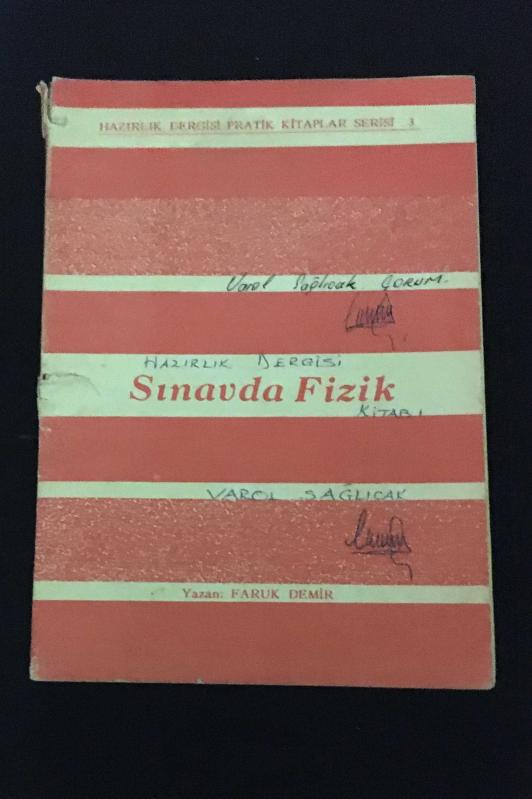 HAZIRLIK DERGİSİ PRATİK KİTAPLAR SERİSİ 3
Varol Sağlıcak ÇORUM.
HAZIRLIK DERGİSİ
Sınavda Fizik
KİTABI
VAROL SAĞLICAK
Yazan: FARUK DEMİR